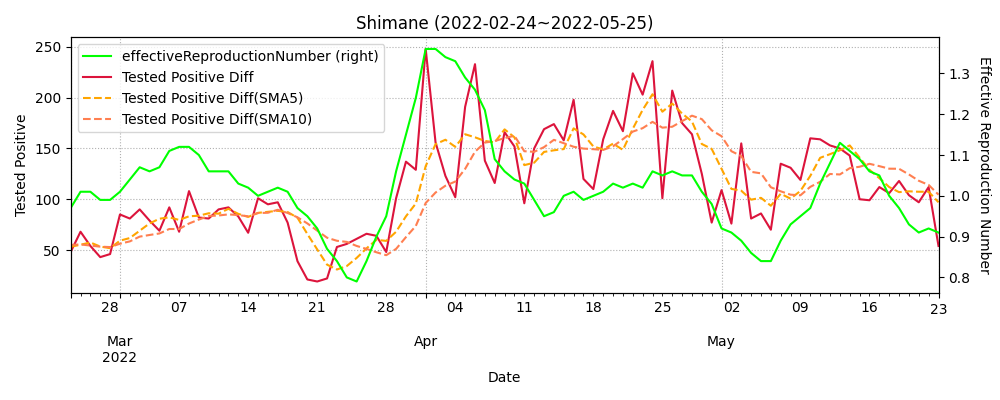 Shimane (2022-02-24~2022-05-25)
effectiveReproductionNumber (right)
Tested Positive Diff
Tested Positive Diff(SMA5)
Tested Positive Diff(SMA10)
Tested Positive
250
200
150
100
50
Effective Reproduction Number
1.3
1.2
1.1
1.0
0.9
0.8
28 07 14 21 28 04 11 18 25 02 09 16 23
Mar Apr May
2022
Date